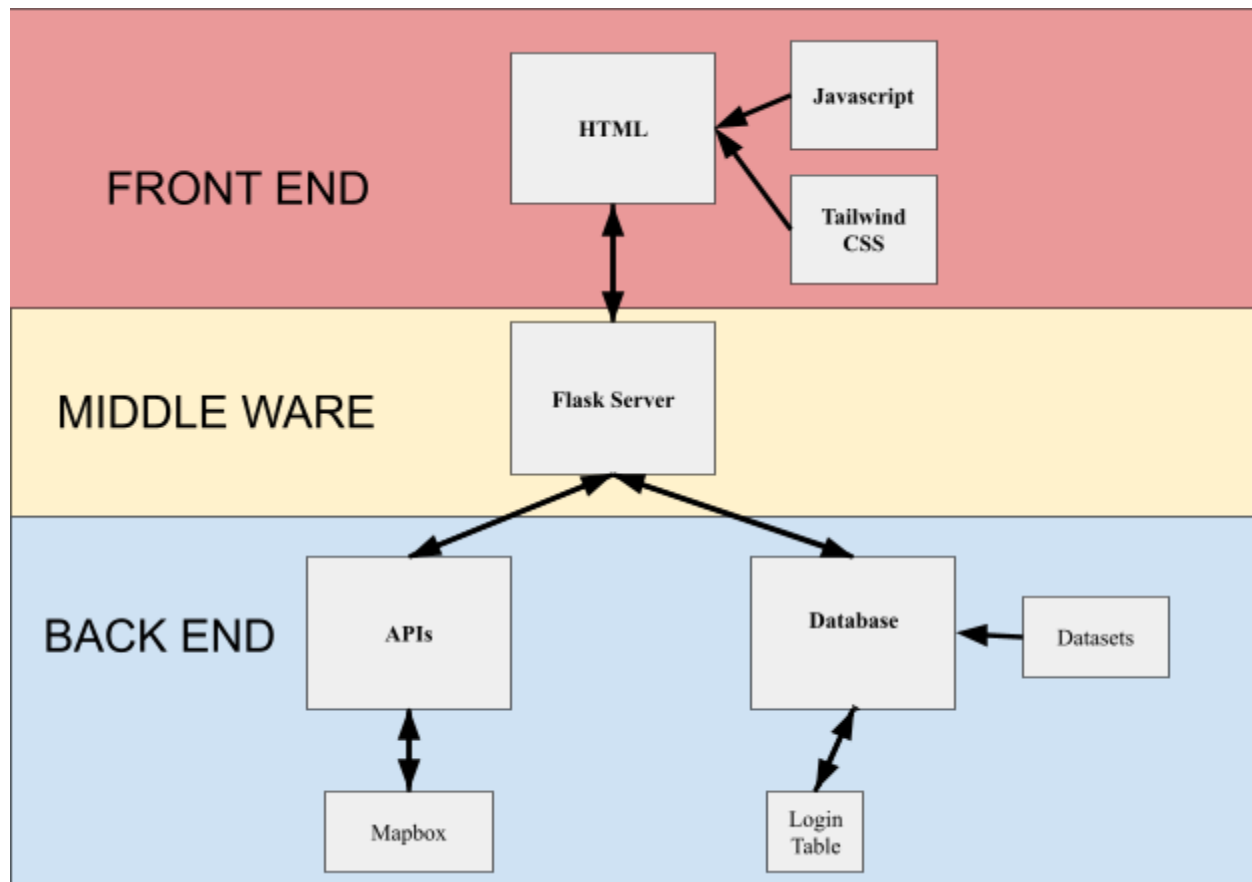 FRONT END
HTML
Javascript
Tailwind
CSS
MIDDLE WARE
Flask Server
BACK END
APIs
Database
Datasets
Mapbox
Login
Table